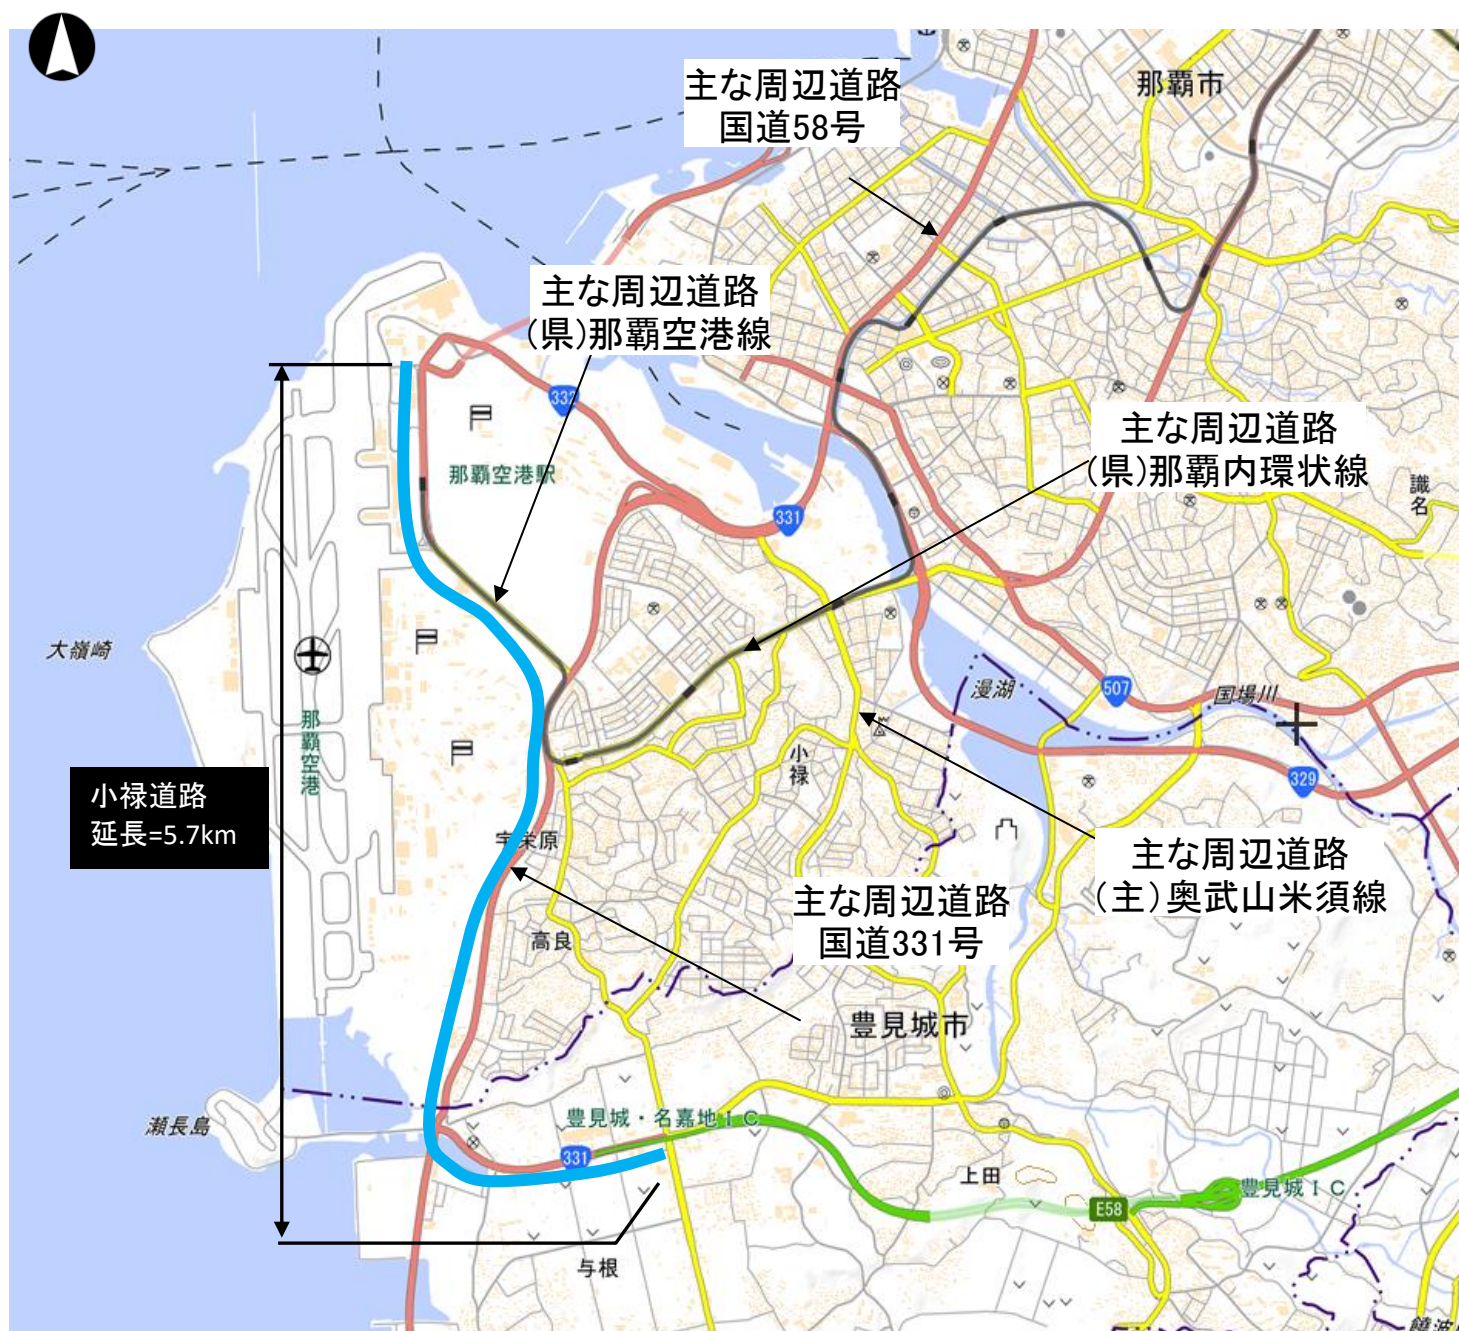 主な周辺道路
国道58号
那覇市
主な周辺道路
(県)那覇空港線
332
那覇空港駅
主な周辺道路
(県)那覇内環状線
識名
331
大嶺崎
那覇空港
漫湖
507
国場川
小禄
329
小禄道路
延長=5.7km
宇栄原
主な周辺道路
(主)奥武山米須線
主な周辺道路
国道331号
高良
豊見城市
瀬長島
豊見城・名嘉地IC
331
上田
豊見城IC
E58
与根
饒波